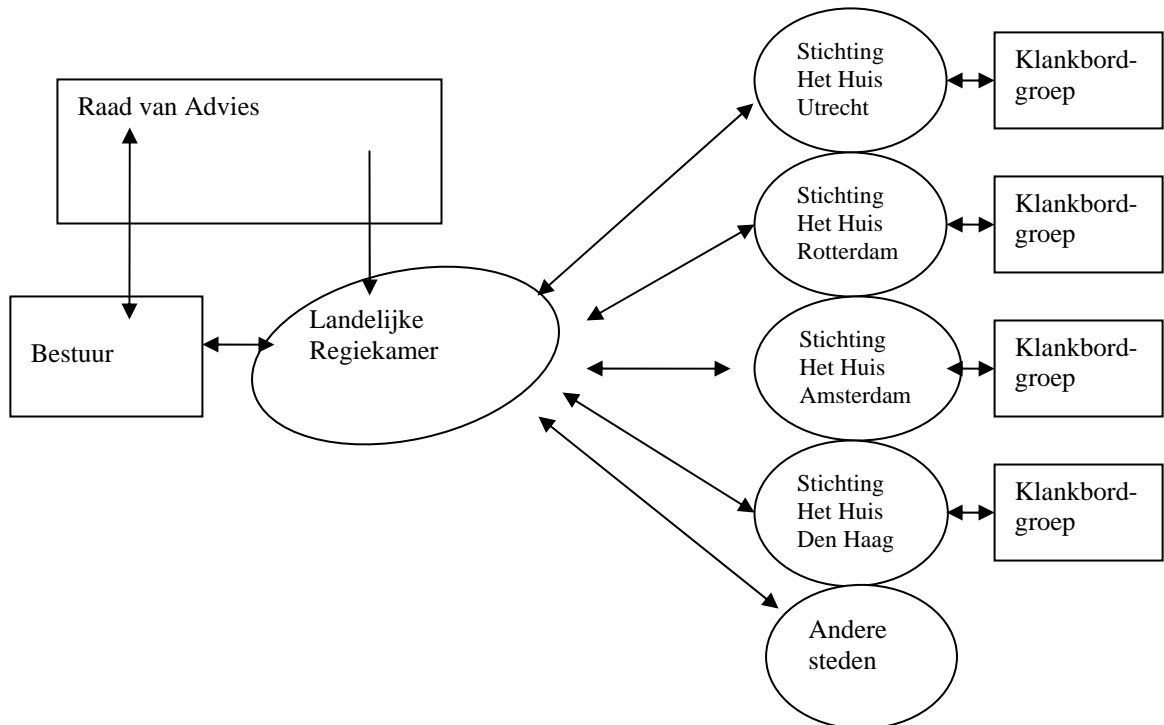 Raad van Advies
Bestuur
Landelijke
Regiekamer
Stichting
Het Huis
Utrecht
Klankbord-
groep
Stichting
Het Huis
Rotterdam
Klankbord-
groep
Stichting
Het Huis
Amsterdam
Klankbord-
groep
Stichting
Het Huis
Den Haag
Klankbord-
groep
Andere
steden